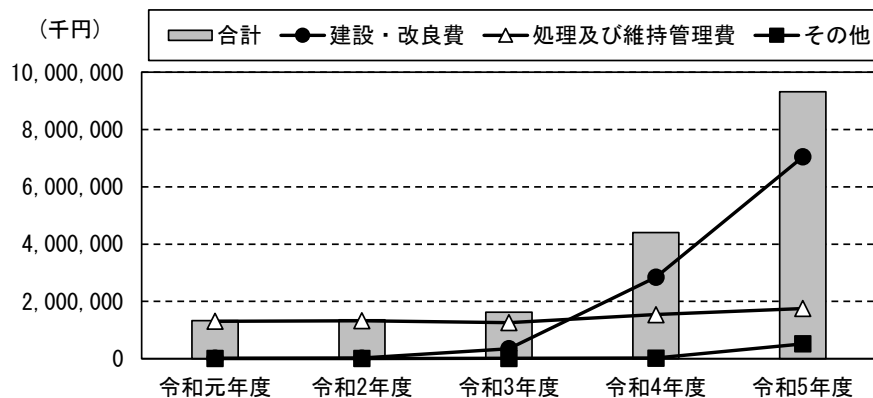 （千円）
合計 建設・改良費 処理及び維持管理費 その他
10,000,000
8,000,000
6,000,000
4,000,000
2,000,000
0
令和元年度 令和2年度 令和3年度 令和4年度 令和5年度